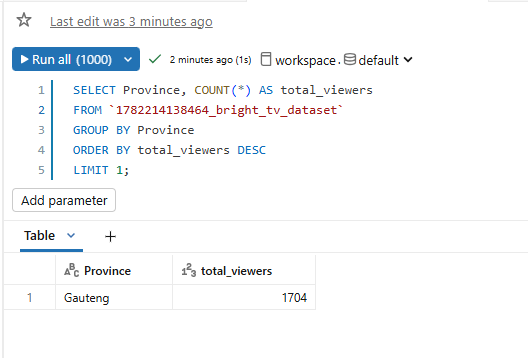 Last edit was 3 minutes ago
Run all (1000) 2 minutes ago (1s) workspace . default
1 SELECT Province, COUNT(*) AS total_viewers
2 FROM `1782214138464_bright_tv_dataset`
3 GROUP BY Province
4 ORDER BY total_viewers DESC
5 LIMIT 1;
Add parameter
Table +
ABC Province 123 total_viewers
1 Gauteng 1704